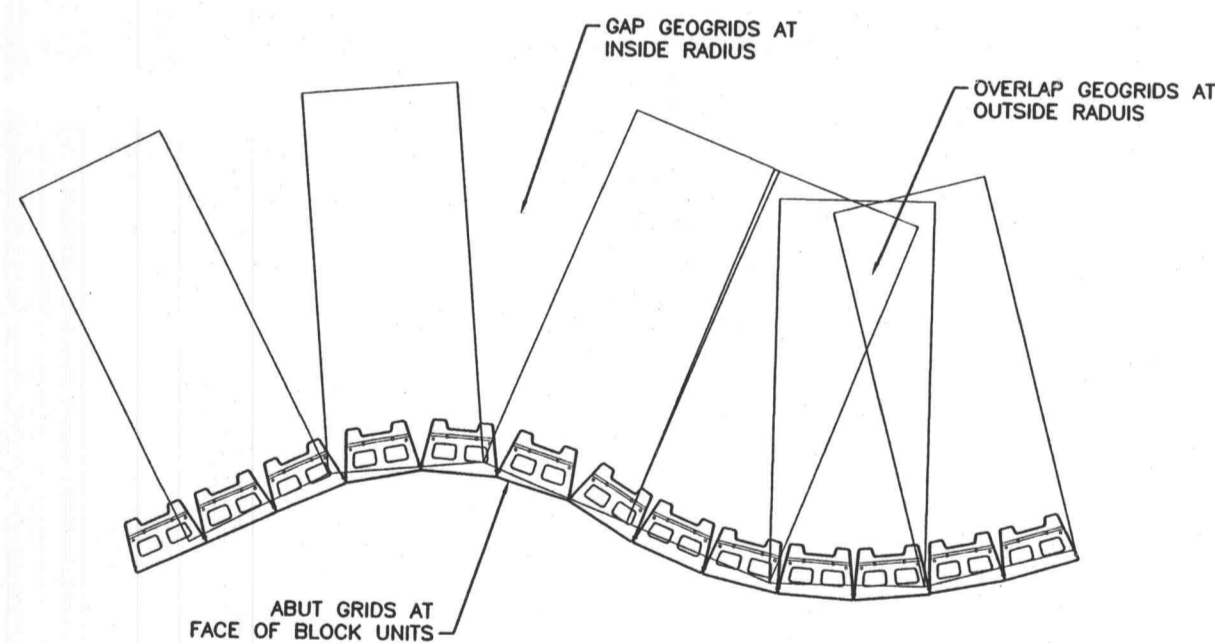 GAP GEOGRIDS AT
INSIDE RADIUS
OVERLAP GEOGRIDS AT
OUTSIDE RADUIS
ABUT GRIDS AT
FACE OF BLOCK UNITS